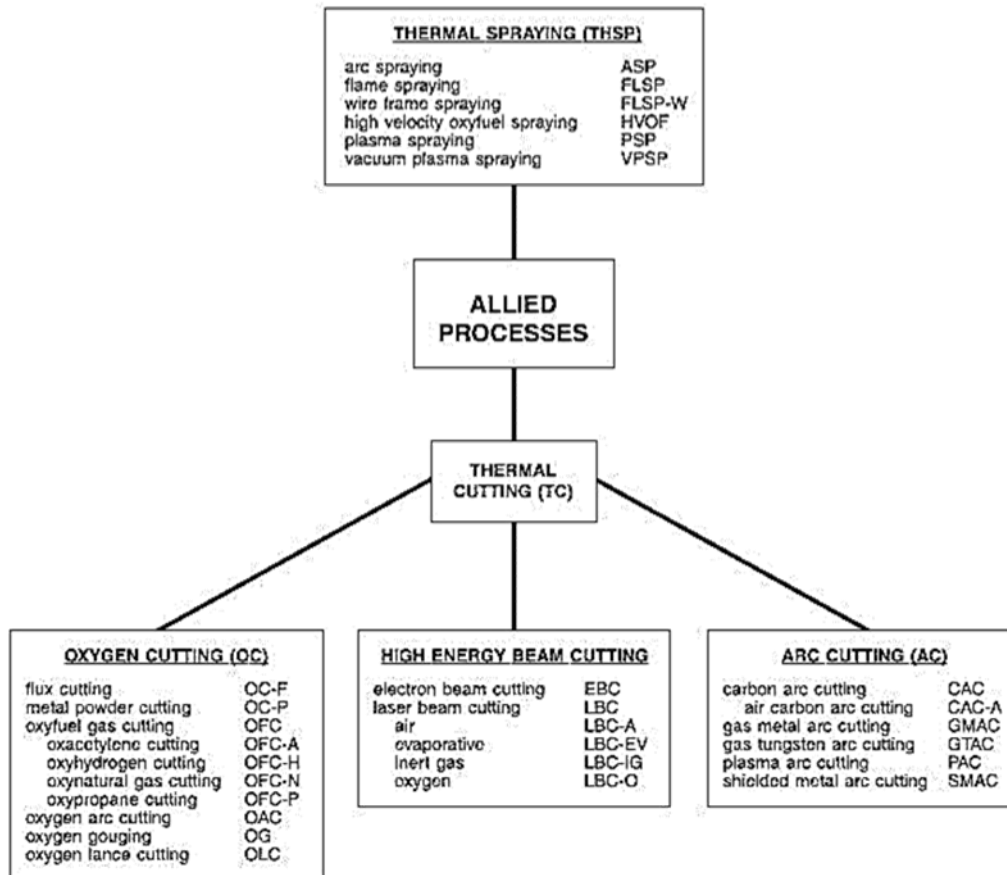 THERMAL SPRAYING (THSP)
arc spraying ASP
flame spraying FLSP
wire frame spraying FLSP-W
high velocity oxyfuel spraying HVOF
plasma spraying PSP
vacuum plasma spraying VPSP
ALLIED
PROCESSES
THERMAL
CUTTING (TC)
OXYGEN CUTTING (OC)
flux cutting OC-F
metal powder cutting OC-P
oxyfuel gas cutting OFC
oxacetylene cutting OFC-A
oxyhydrogen cutting OFC-H
oxynatural gas cutting OFC-N
oxypropane cutting OFC-P
oxygen arc cutting OAC
oxygen gouging OG
oxygen lance cutting OLC
HIGH ENERGY BEAM CUTTING
electron beam cutting EBC
laser beam cutting LBC
air LBC-A
evaporative LBC-EV
inert gas LBC-IG
oxygen LBC-O
ARC CUTTING (AC)
carbon arc cutting CAC
air carbon arc cutting CAC-A
gas metal arc cutting GMAC
gas tungston arc cutting GTAC
plasma arc cutting PAC
shielded metal arc cutting SMAC